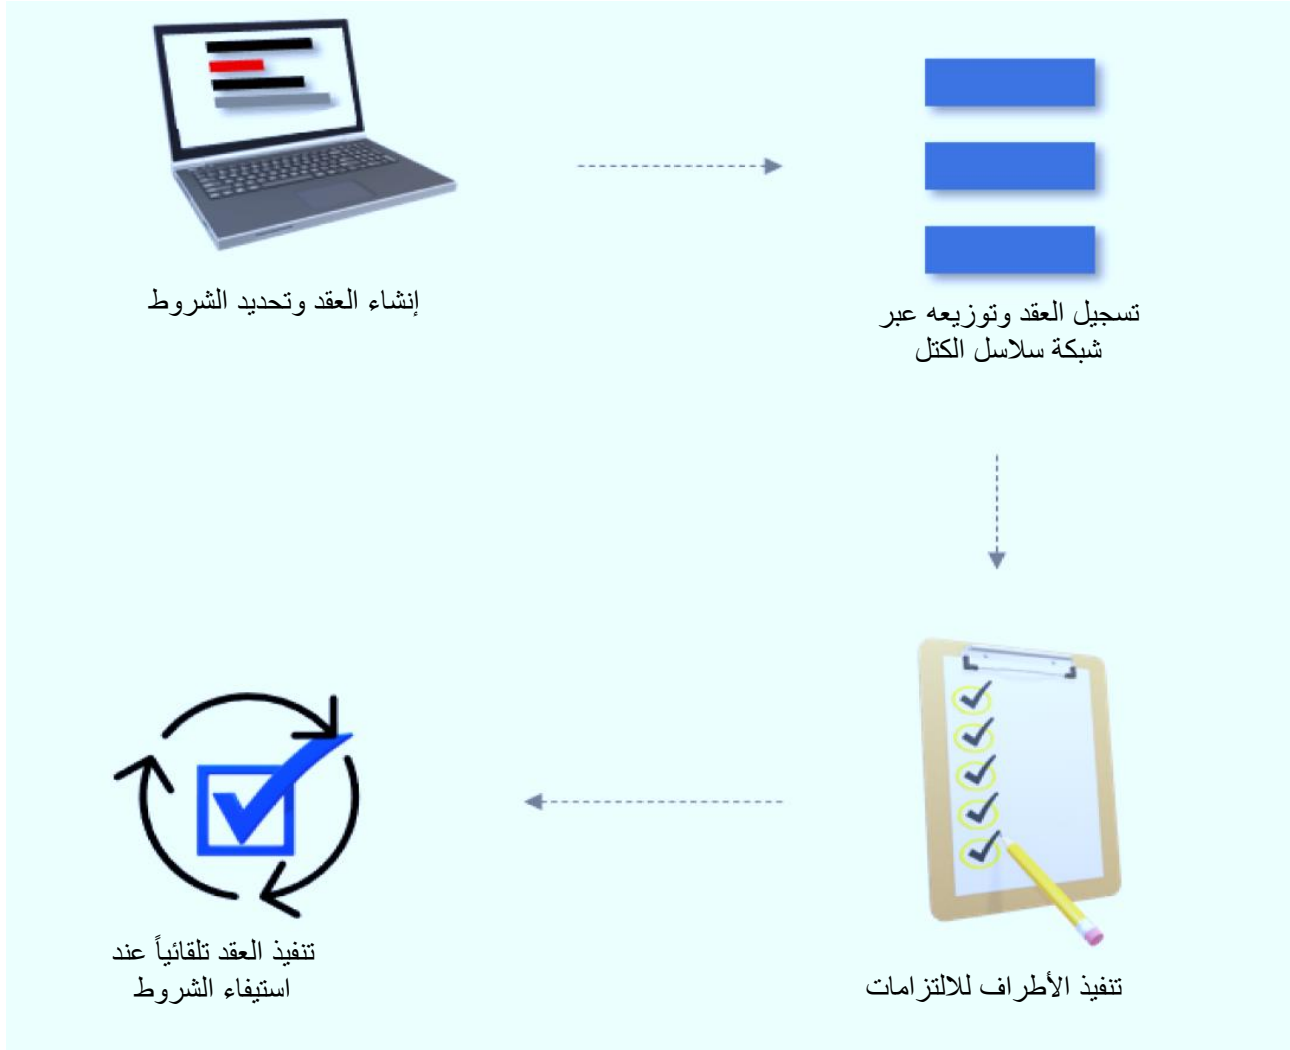 إنشاء العقد وتحديد الشروط
تسجيل العقد وتوزيعه عبر
شبكة سلاسل الكتل
تنفيذ الأطراف للالتزامات
تنفيذ العقد تلقائياً عند
استيفاء الشروط